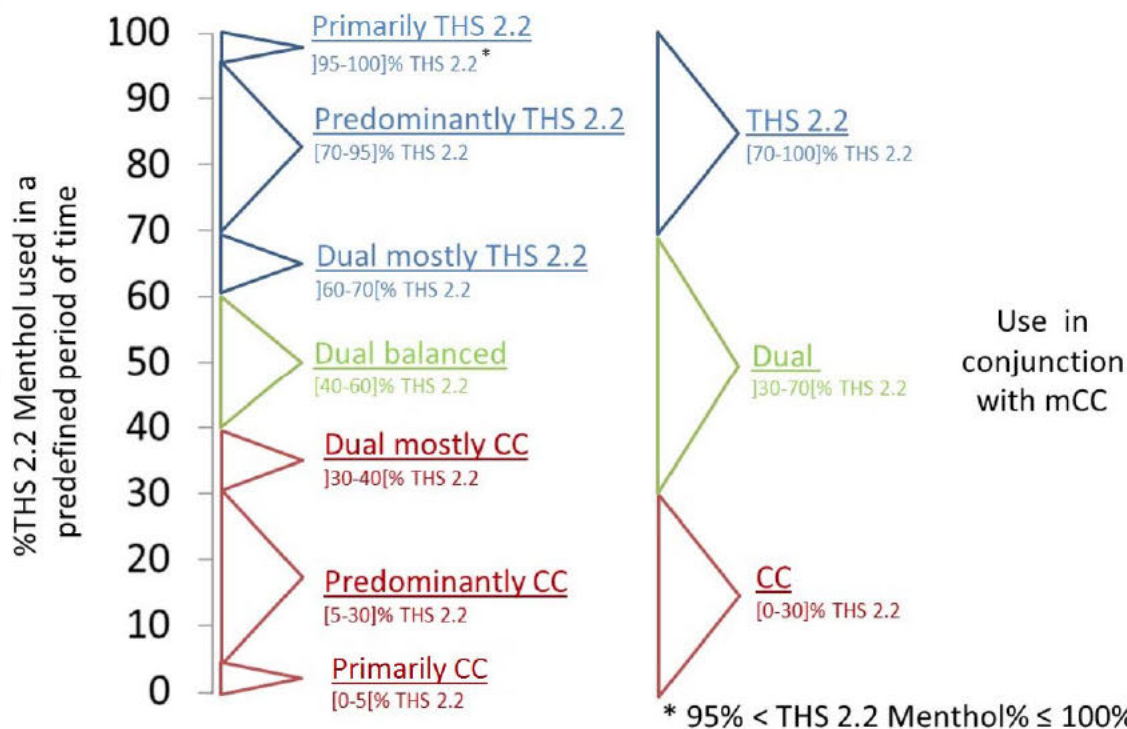 %THS 2.2 Menthol used in a
predefined period of time
100
90
80
70
60
50
40
30
20
10
0
Primarily THS 2.2
]95-100]% THS 2.2*
Predominantly THS 2.2
[70-95]% THS 2.2
Dual mostly THS 2.2
]60-70[% THS 2.2
Dual balanced
[40-60]% THS 2.2
Dual mostly CC
]30-40[% THS 2.2
Predominantly CC
[5-30]% THS 2.2
Primarily CC
[0-5[% THS 2.2
THS 2.2
[70-100]% THS 2.2
Dual
]30-70[% THS 2.2
CC
[0-30]% THS 2.2
Use in
conjunction
with mCC
* 95% < THS 2.2 Menthol% ≤ 100%